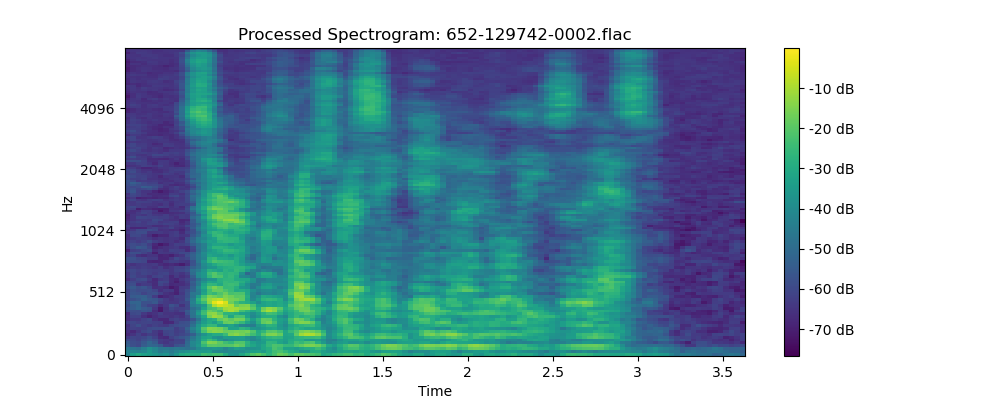 Processed Spectrogram: 652-129742-0002.flac
Hz
4096
2048
1024
512
0
0
0.5
1
1.5
2
2.5
3
3.5
Time
-10 dB
-20 dB
-30 dB
-40 dB
-50 dB
-60 dB
-70 dB